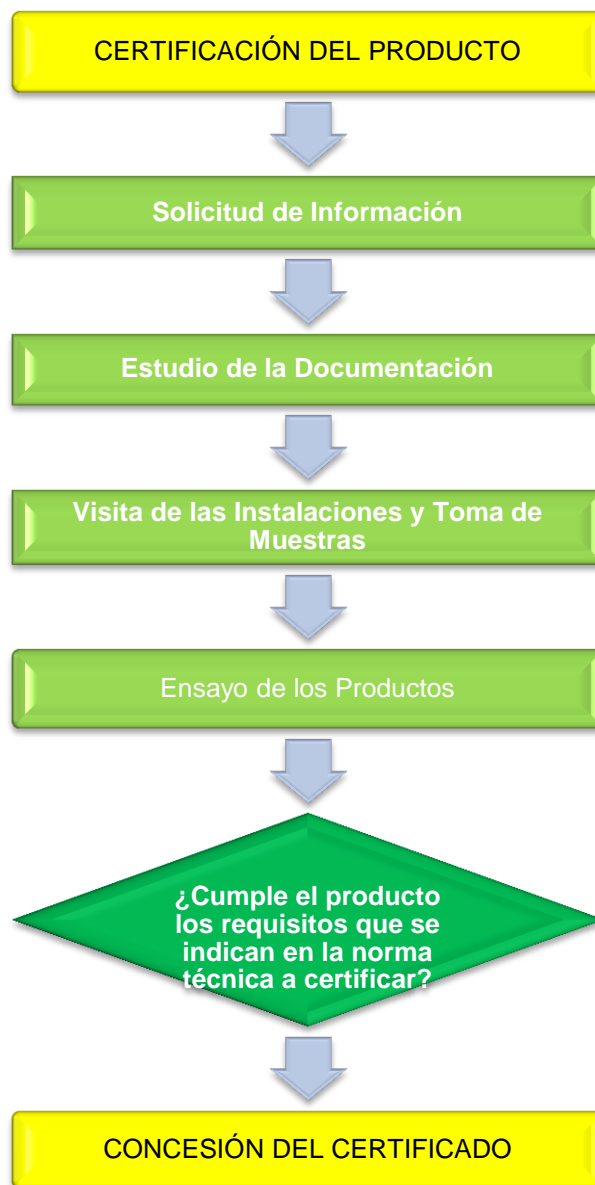 CERTIFICACIÓN DEL PRODUCTO
Solicitud de Información
Estudio de la Documentación
Visita de las Instalaciones y Toma de
Muestras
Ensayo de los Productos
¿Cumple el producto
los requisitos que se
indican en la norma
técnica a certificar?
CONCESIÓN DEL CERTIFICADO